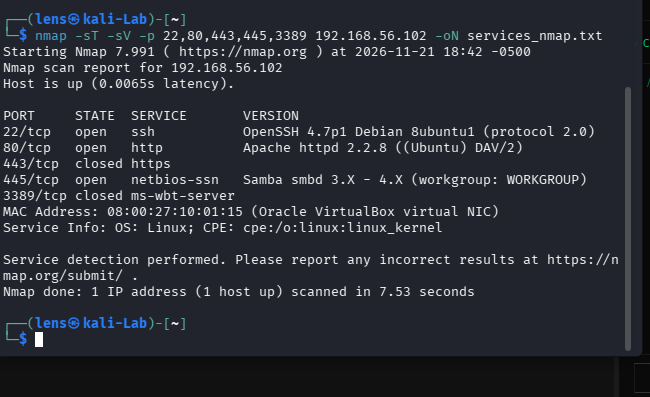 ┌──(lens㉿kali-Lab)-[~]
└─$ nmap -sT -sV -p 22,80,443,445,3389 192.168.56.102 -oN services_nmap.txt
Starting Nmap 7.991 ( https://nmap.org ) at 2026-11-21 18:42 -0500
Nmap scan report for 192.168.56.102
Host is up (0.0065s latency).
PORT     STATE  SERVICE       VERSION
22/tcp   open   ssh           OpenSSH 4.7p1 Debian 8ubuntu1 (protocol 2.0)
80/tcp   open   http          Apache httpd 2.2.8 ((Ubuntu) DAV/2)
443/tcp  closed https
445/tcp  open   netbios-ssn   Samba smbd 3.X - 4.X (workgroup: WORKGROUP)
3389/tcp closed ms-wbt-server
MAC Address: 08:00:27:10:01:15 (Oracle VirtualBox virtual NIC)
Service Info: OS: Linux; CPE: cpe:/o:linux:linux_kernel
Service detection performed. Please report any incorrect results at https://n
map.org/submit/ .
Nmap done: 1 IP address (1 host up) scanned in 7.53 seconds
┌──(lens㉿kali-Lab)-[~]
└─$